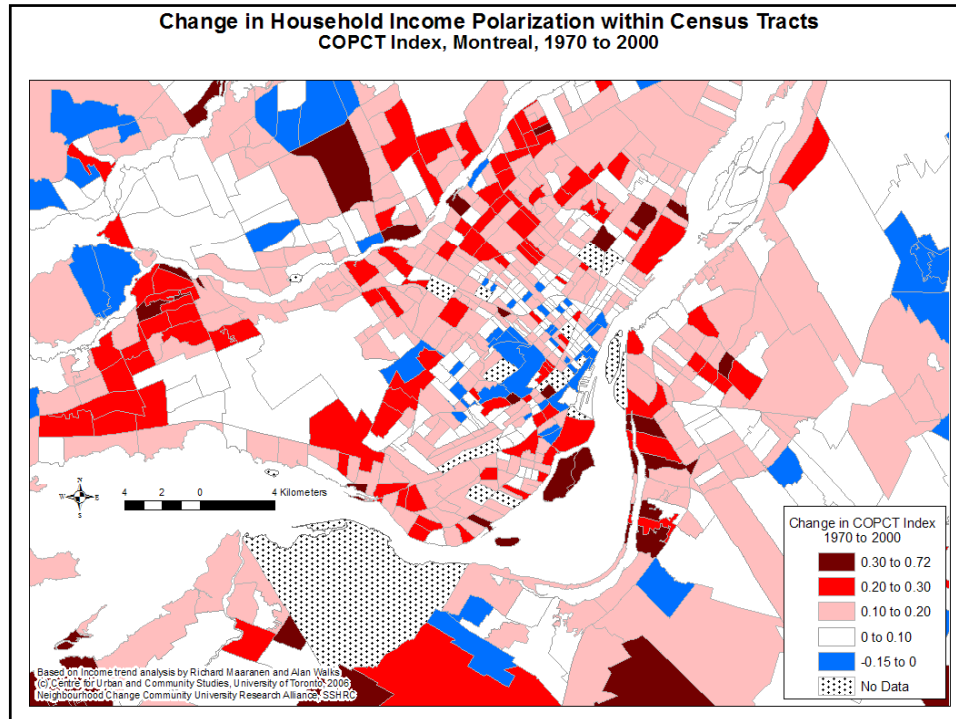 Change in Household Income Polarization within Census Tracts
COPCT Index, Montreal, 1970 to 2000
N
W E
S
4 2 0 4 Kilometers
Change in COPCT Index
1970 to 2000
0.30 to 0.72
0.20 to 0.30
0.10 to 0.20
0 to 0.10
-0.15 to 0
No Data
Based on Income trend analysis by Richard Maaranen and Alan Walks
(c) Centre for Urban and Community Studies, University of Toronto, 2006
Neighbourhood Change Community University Research Alliance, SSHRC